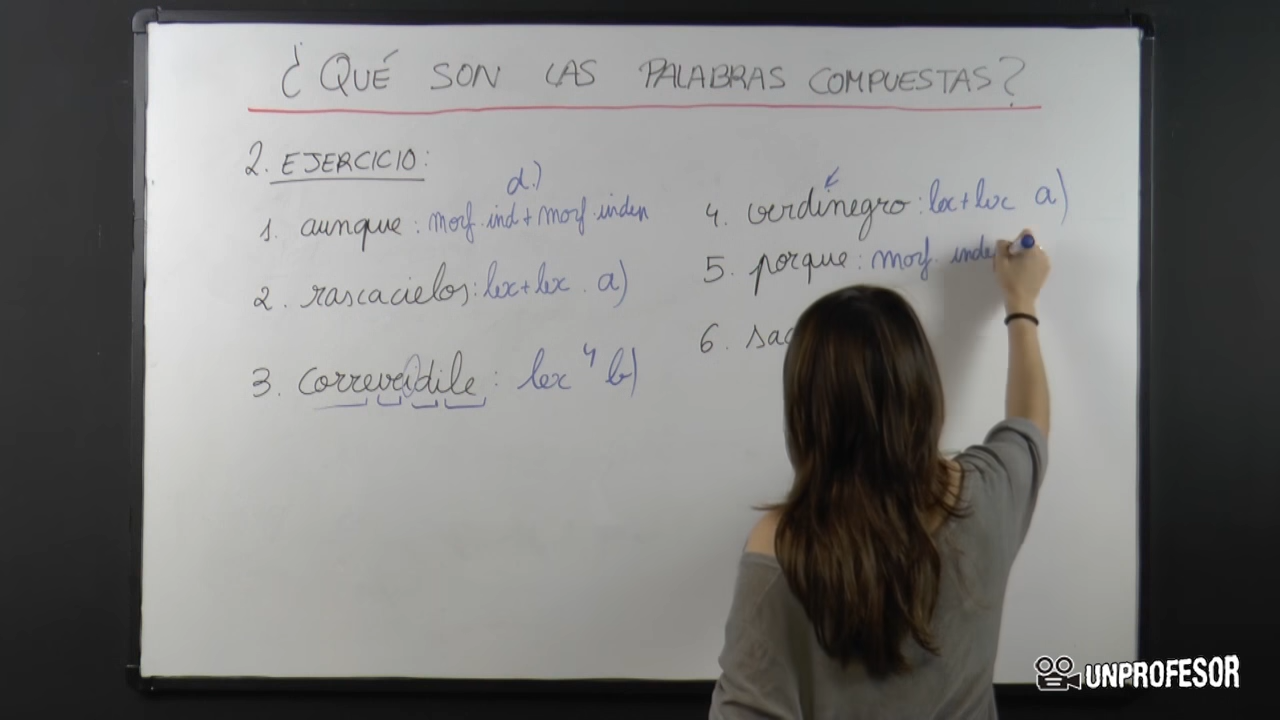 ¿QUÉ SON LAS PALABRAS COMPUESTAS?
2. EJERCICIO:
d.)
1. aunque: morf. ind + morf. inden
2. rascacielos: lex + lex. a)
3. correveidile: lex 4 b)
4. verdinegro: lex + lex a)
5. porque: morf. inde
6. sac
UNPROFESOR